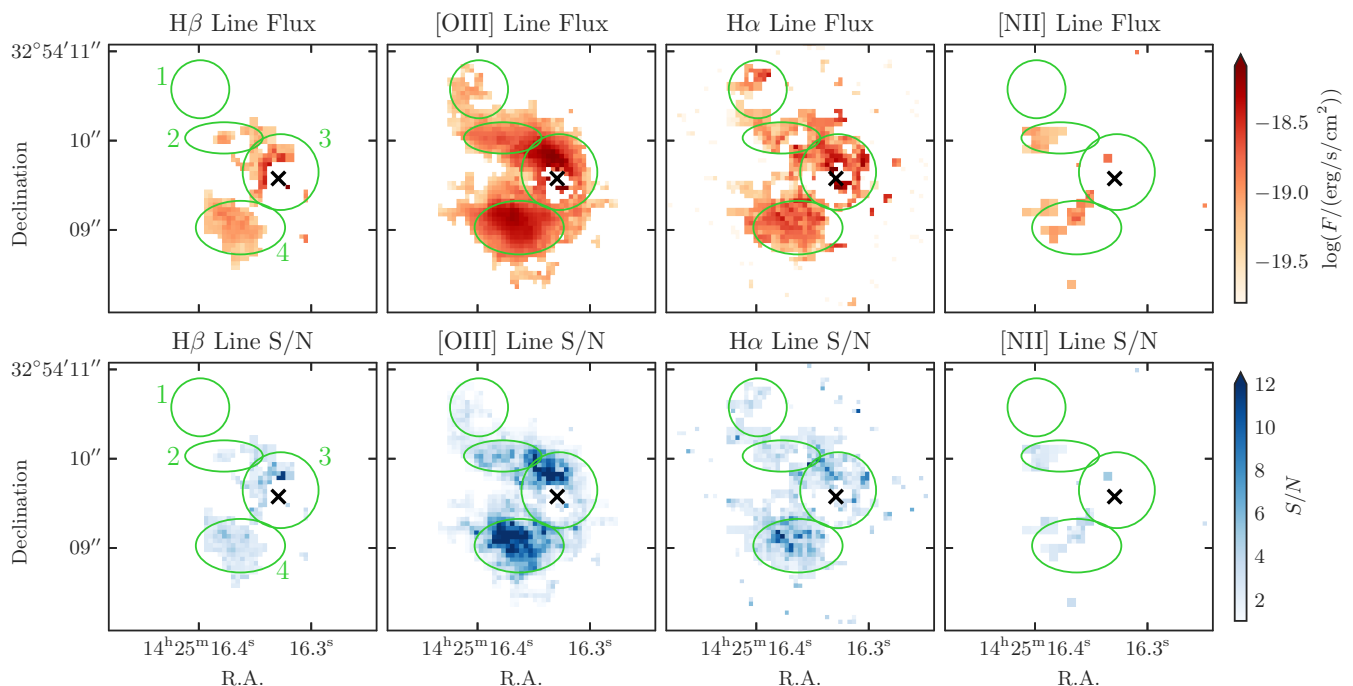 Hβ Line Flux
[OIII] Line Flux
Hα Line Flux
[NII] Line Flux
32°54′11′′
10′′
09′′
Declination
1
2
3
4
−18.5
−19.0
−19.5
log(F/(erg/s/cm²)
Hβ Line S/N
[OIII] Line S/N
Hα Line S/N
[NII] Line S/N
32°54′11′′
10′′
09′′
Declination
1
2
3
4
12
10
8
6
4
2
S/N
14ʰ25ᵐ16.4ˢ 16.3ˢ
14ʰ25ᵐ16.4ˢ 16.3ˢ
14ʰ25ᵐ16.4ˢ 16.3ˢ
14ʰ25ᵐ16.4ˢ 16.3ˢ
R.A.
R.A.
R.A.
R.A.